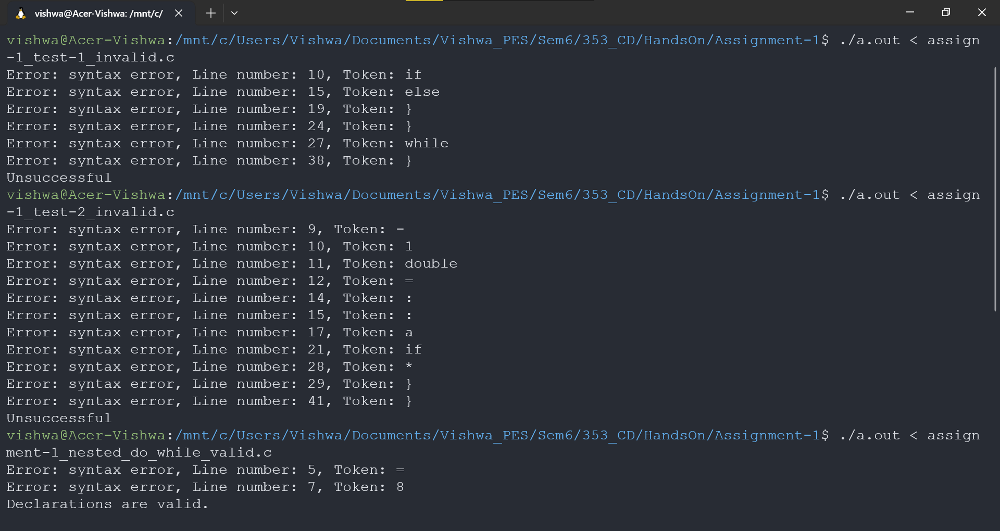 vishwa@Acer-Vishwa: /mnt/c/
vishwa@Acer-Vishwa:/mnt/c/Users/Vishwa/Documents/Vishwa_PES/Sem6/353_CD/HandsOn/Assignment-1$ ./a.out < assign
-1_test-1_invalid.c
Error: syntax error, Line number: 10, Token: if
Error: syntax error, Line number: 15, Token: else
Error: syntax error, Line number: 19, Token: }
Error: syntax error, Line number: 24, Token: }
Error: syntax error, Line number: 27, Token: while
Error: syntax error, Line number: 38, Token: }
Unsuccessful
vishwa@Acer-Vishwa:/mnt/c/Users/Vishwa/Documents/Vishwa_PES/Sem6/353_CD/HandsOn/Assignment-1$ ./a.out < assign
-1_test-2_invalid.c
Error: syntax error, Line number: 9, Token: -
Error: syntax error, Line number: 10, Token: 1
Error: syntax error, Line number: 11, Token: double
Error: syntax error, Line number: 12, Token: =
Error: syntax error, Line number: 14, Token: :
Error: syntax error, Line number: 15, Token: :
Error: syntax error, Line number: 17, Token: a
Error: syntax error, Line number: 21, Token: if
Error: syntax error, Line number: 28, Token: *
Error: syntax error, Line number: 29, Token: }
Error: syntax error, Line number: 41, Token: }
Unsuccessful
vishwa@Acer-Vishwa:/mnt/c/Users/Vishwa/Documents/Vishwa_PES/Sem6/353_CD/HandsOn/Assignment-1$ ./a.out < assign
ment-1_nested_do_while_valid.c
Error: syntax error, Line number: 5, Token: =
Error: syntax error, Line number: 7, Token: 8
Declarations are valid.